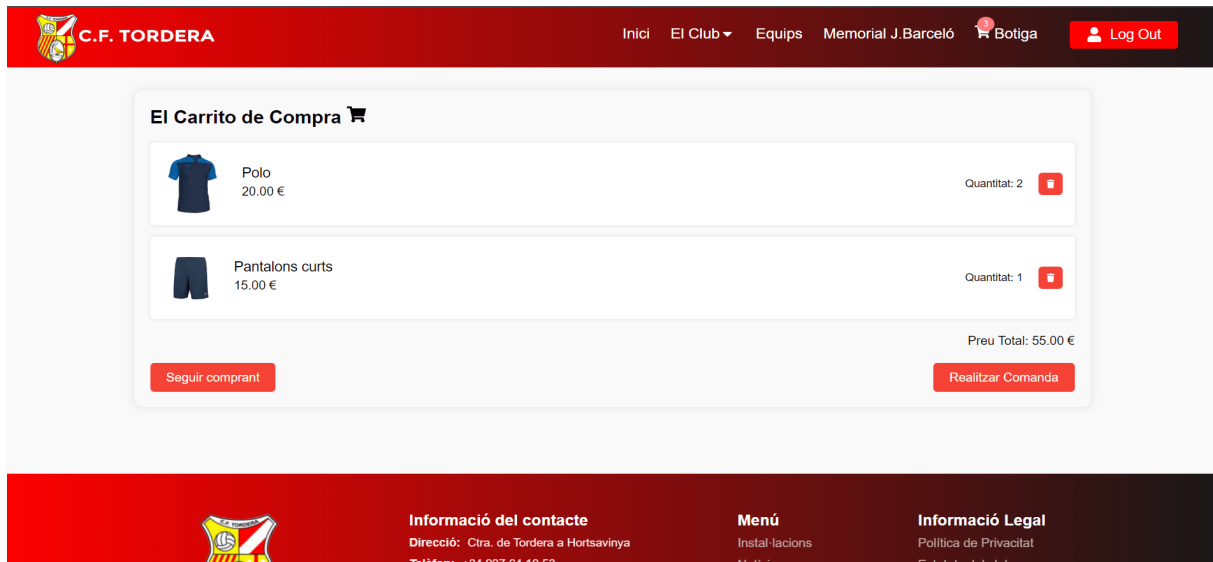 C.F. TORDERA
Inici El Club Equips Memorial J.Barceló 3 Botiga Log Out
El Carrito de Compra
Polo
20.00 €
Quantitat: 2
Pantalons curts
15.00 €
Quantitat: 1
Preu Total: 55.00 €
Seguir comprant
Realitzar Comanda
C.F. TORDERA
Informació del contacte
Direcció: Ctra. de Tordera a Hortsavinya
Menú
Instal·lacions
Informació Legal
Política de Privacitat